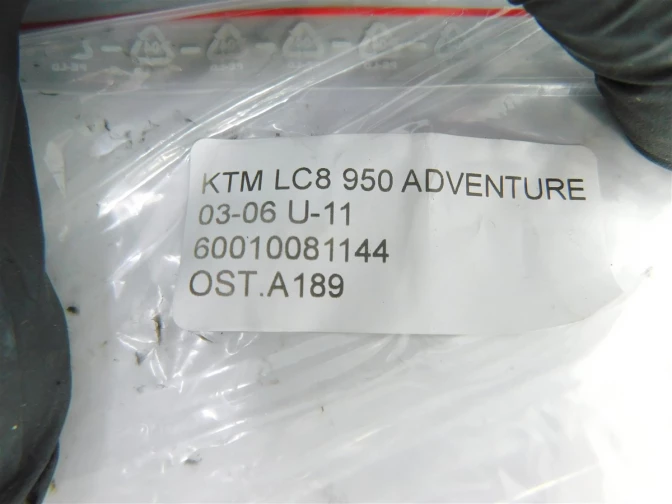 KTM LC8 950 ADVENTURE
03-06 U-11
60010081144
OST.A189